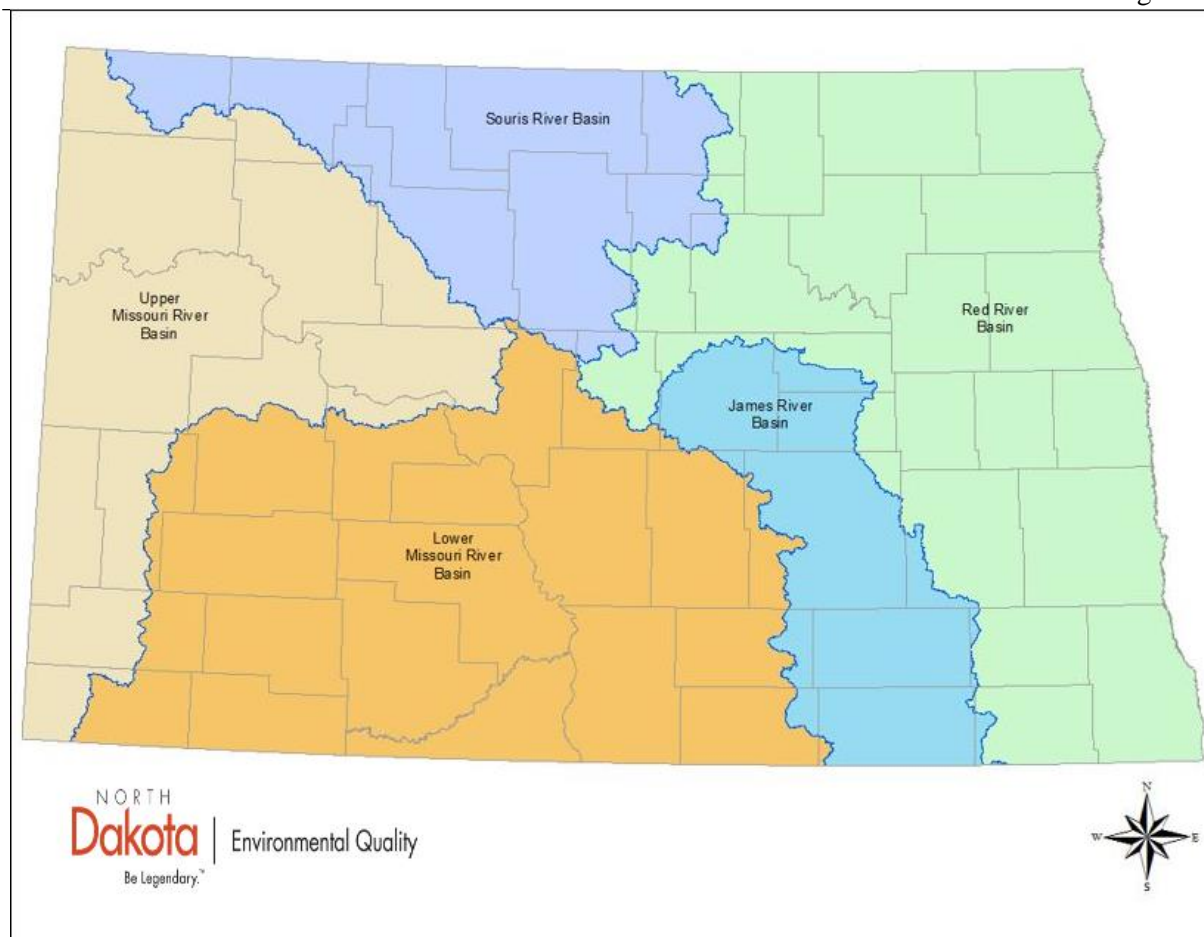 Souris River Basin
Upper
Missouri River
Basin
Red River
Basin
James River
Basin
Lower
Missouri River
Basin
NORTH
Dakota
Be Legendary.™
Environmental Quality
N
W
E
S